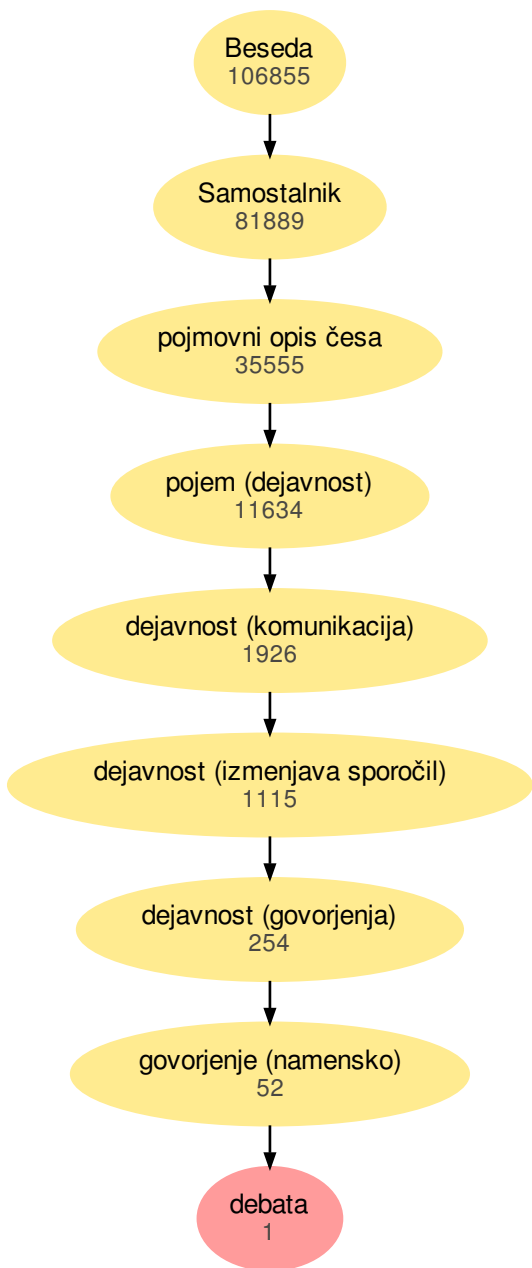 Beseda
106855
Samostalnik
81889
pojmovni opis česa
35555
pojem (dejavnost)
11634
dejavnost (komunikacija)
1926
dejavnost (izmenjava sporočil)
1115
dejavnost (govorjenja)
254
govorjenje (namensko)
52
debata
1